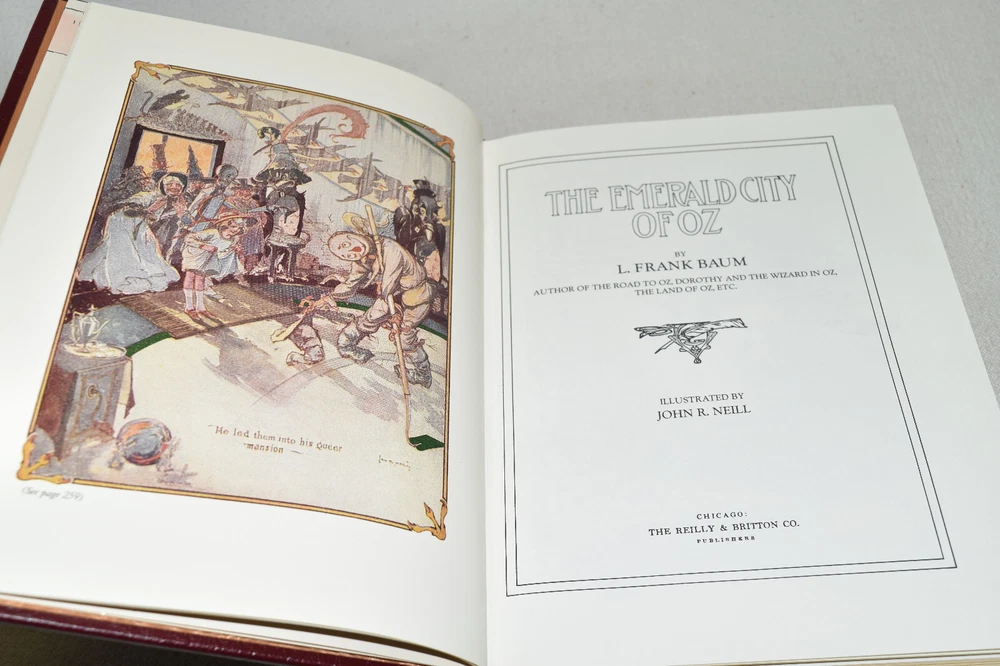 "He led them into his queer
mansion"
(See page 259)
THE EMERALD CITY
OF OZ
BY
L. FRANK BAUM
AUTHOR OF THE ROAD TO OZ, DOROTHY AND THE WIZARD IN OZ,
THE LAND OF OZ, ETC.
ILLUSTRATED BY
JOHN R. NEILL
CHICAGO:
THE REILLY & BRITTON CO.
PUBLISHERS